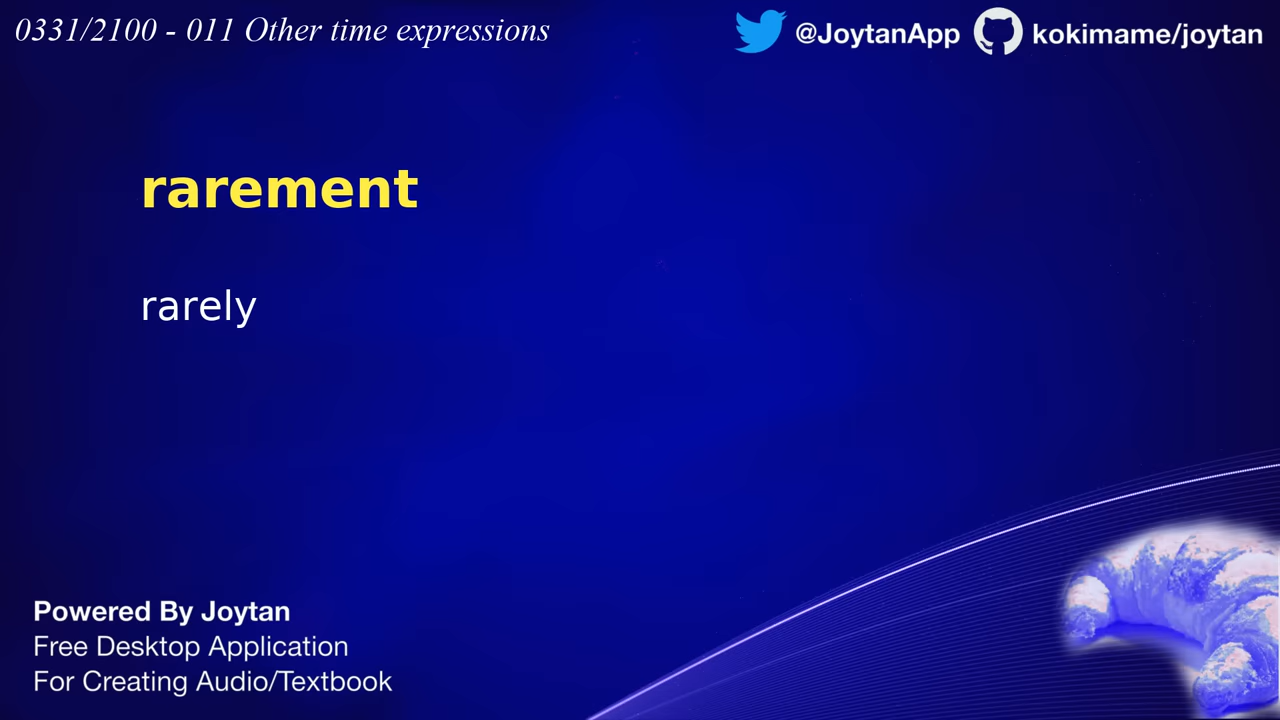 0331/2100 - 011 Other time expressions
@JoytanApp
kokimame/joytan
rarement
rarely
Powered By Joytan
Free Desktop Application
For Creating Audio/Textbook